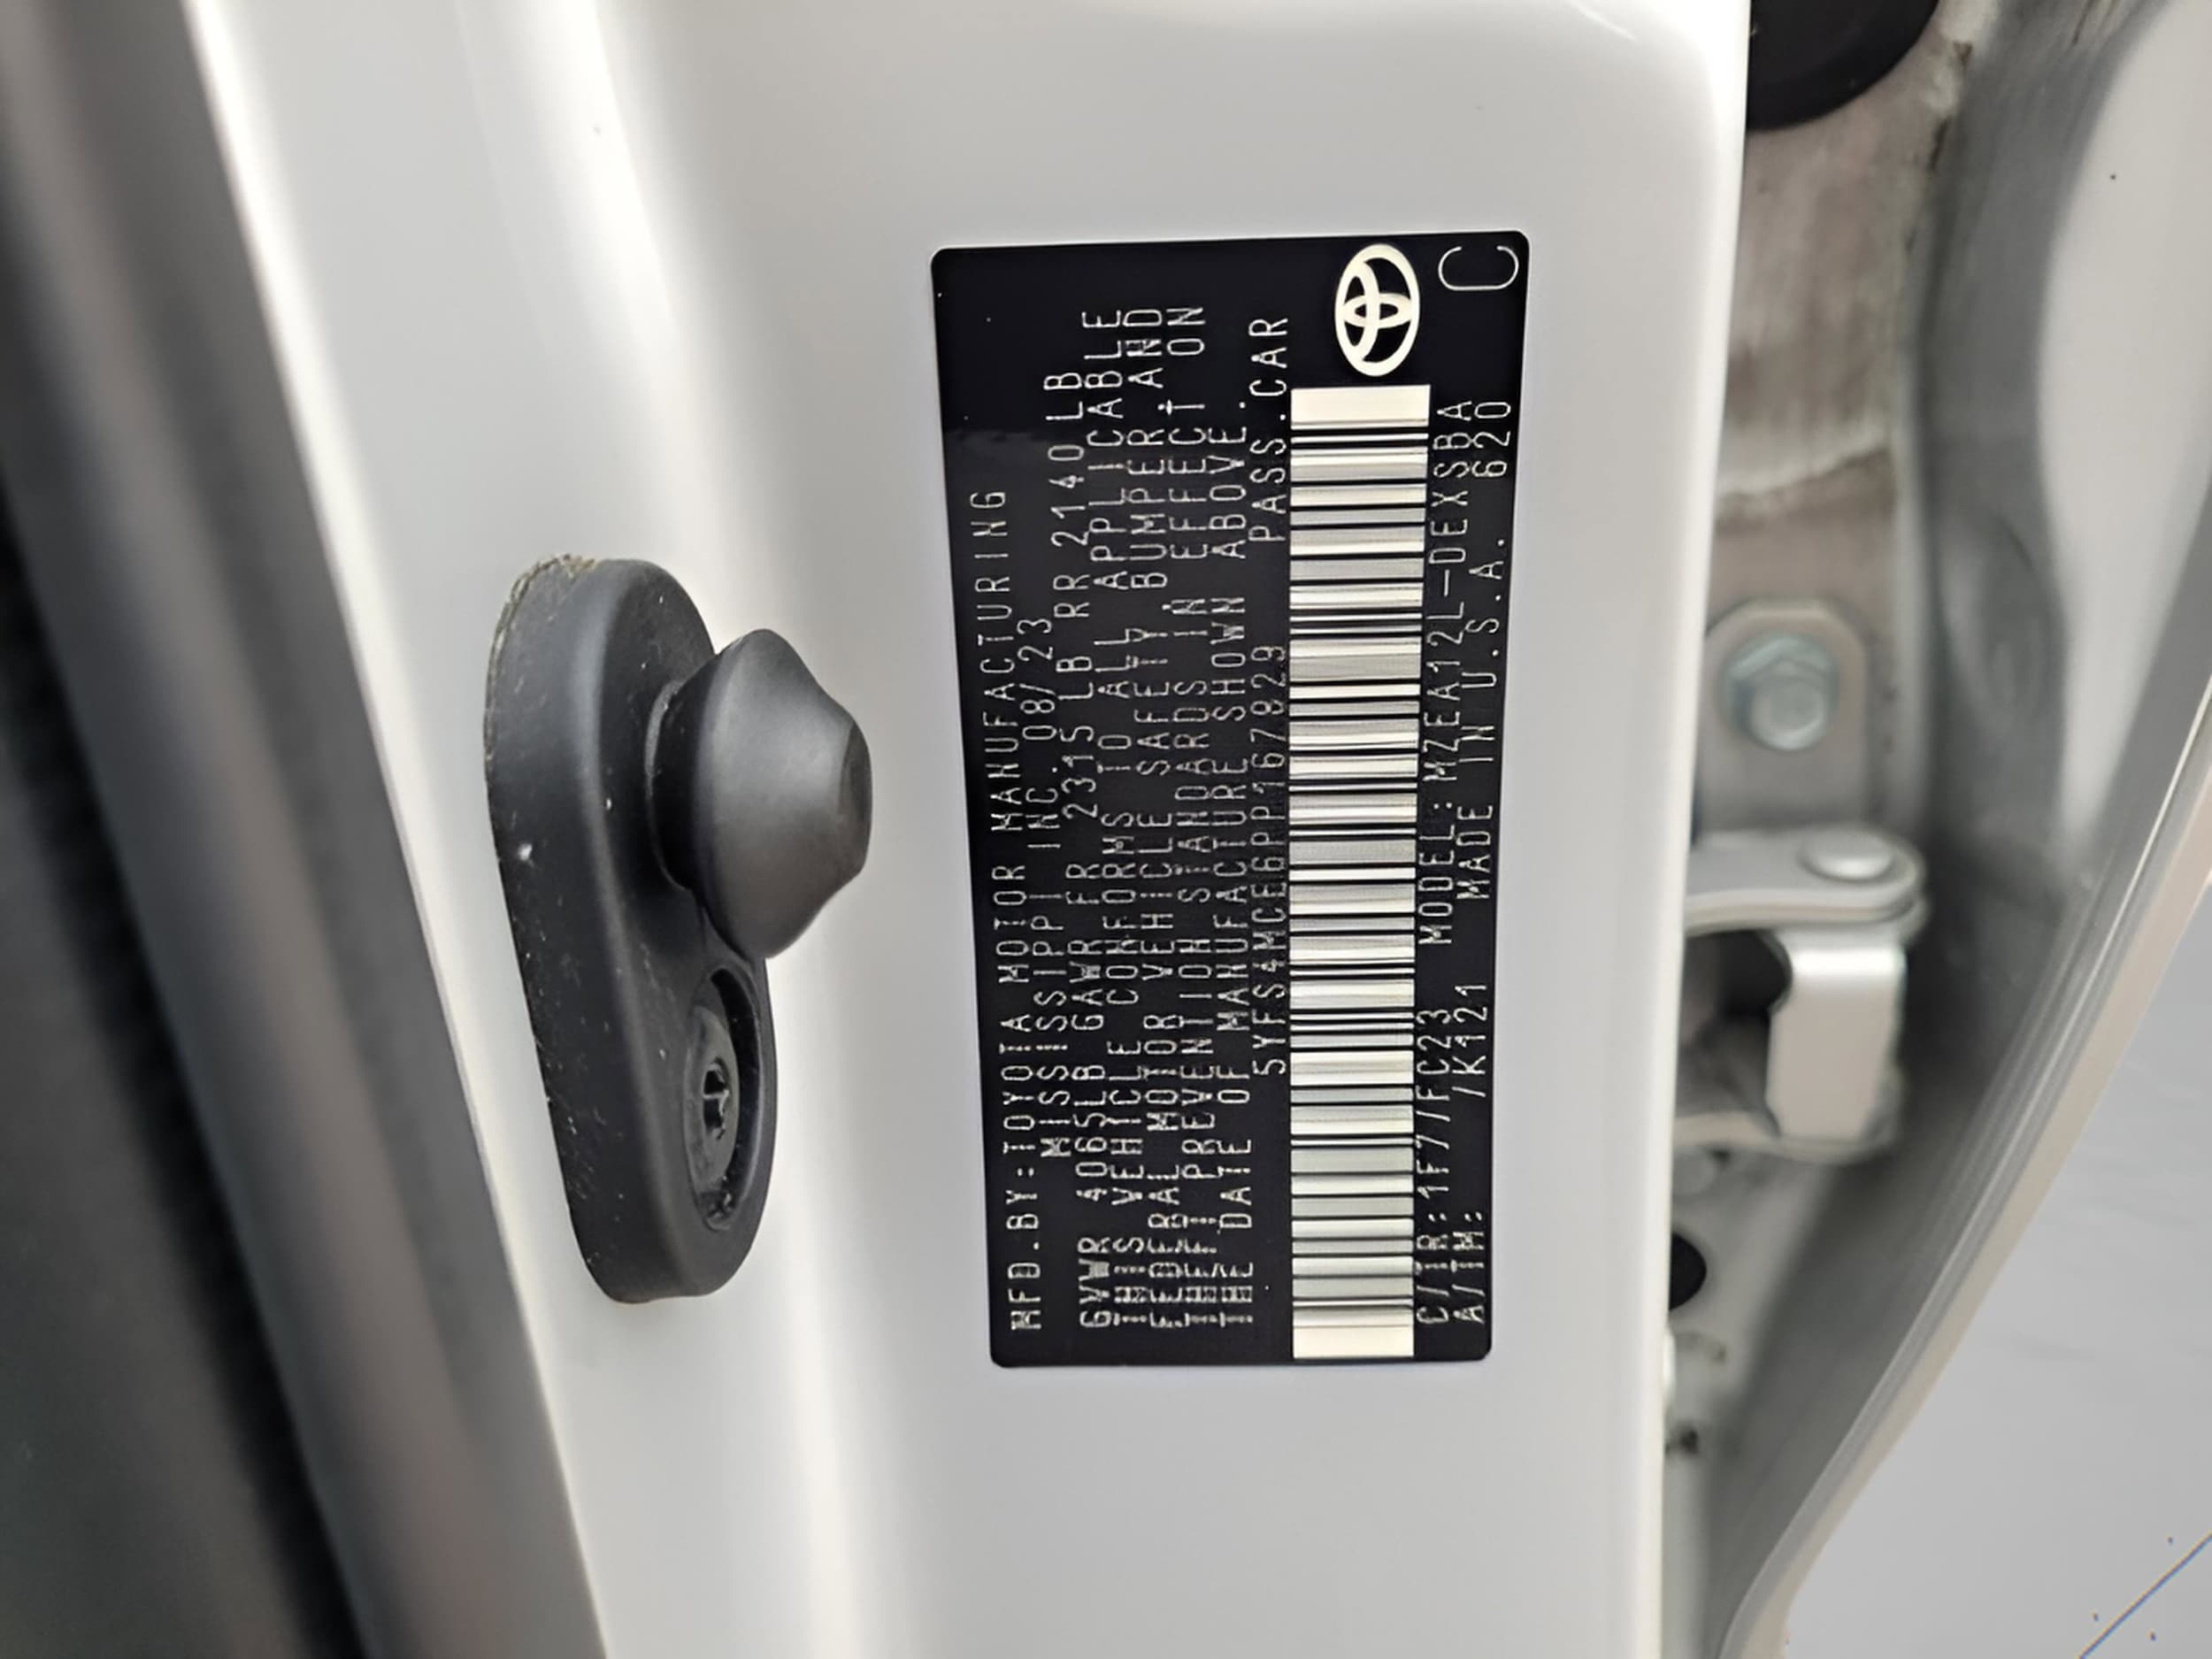 MFD.BY:TOYOTA MOTOR MANUFACTURING
MISSISSIPPI INC. 08/23
GVWR 4065LB GAWR FR 2315 LB RR 2140LB
THIS VEHICLE CONFORMS TO ALL APPLICABLE
FEDERAL MOTOR VEHICLE SAFETY BUMPER, AND
THEFT PREVENTION STANDARDS IN EFFECT ON
THE DATE OF MANUFACTURE SHOWN ABOVE.
5YFS4MCE6PP167829 PASS.CAR
C/TR:1F7/FC23 MODEL:MZEA12L-DEXSBA
A/TM: /K121 MADE IN U.S.A. 620
C